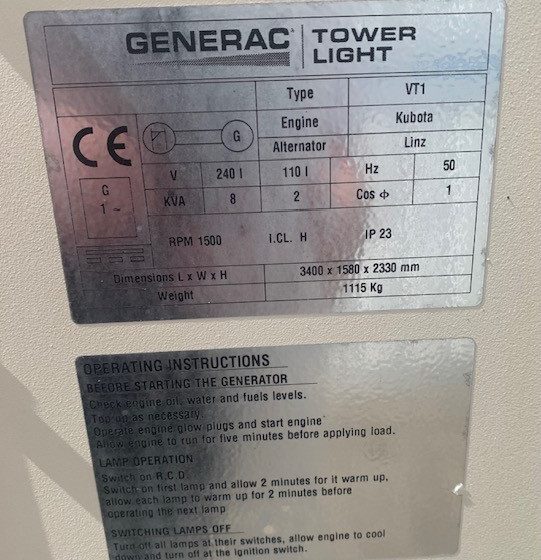 GENERAC TOWER LIGHT
Type VT1
Engine Kubota
Alternator Linz
CE
G
G
1~
V 240 I 110 I Hz 50
KVA 8 2 Cos Φ 1
RPM 1500 I.CL. H IP 23
Dimensions L x W x H 3400 x 1580 x 2330 mm
Weight 1115 Kg
OPERATING INSTRUCTIONS
BEFORE STARTING THE GENERATOR
Check engine oil, water and fuels levels.
Top up as necessary.
Operate engine glow plugs and start engine
Allow engine to run for five minutes before applying load.
LAMP OPERATION
Switch on R.C.D.
Switch on first lamp and allow 2 minutes for it warm up,
allow each lamp to warm up for 2 minutes before
operating the next lamp
SWITCHING LAMPS OFF
Turn off all lamps at their switches, allow engine to cool
down and turn off at the ignition switch.